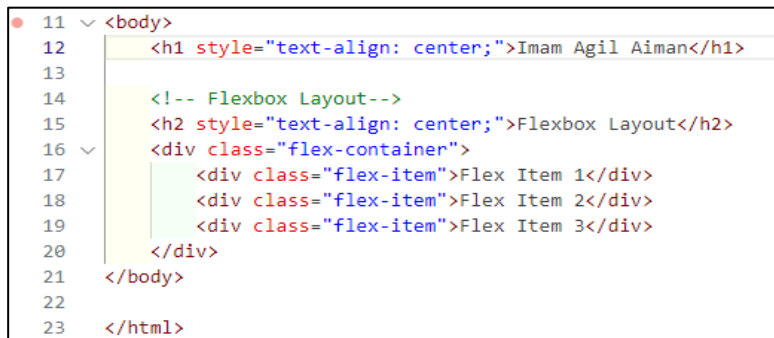 11 <body>
12 <h1 style="text-align: center;">Imam Agil Aiman</h1>
13
14 <!-- Flexbox Layout-->
15 <h2 style="text-align: center;">Flexbox Layout</h2>
16 <div class="flex-container">
17 <div class="flex-item">Flex Item 1</div>
18 <div class="flex-item">Flex Item 2</div>
19 <div class="flex-item">Flex Item 3</div>
20 </div>
21 </body>
22
23 </html>